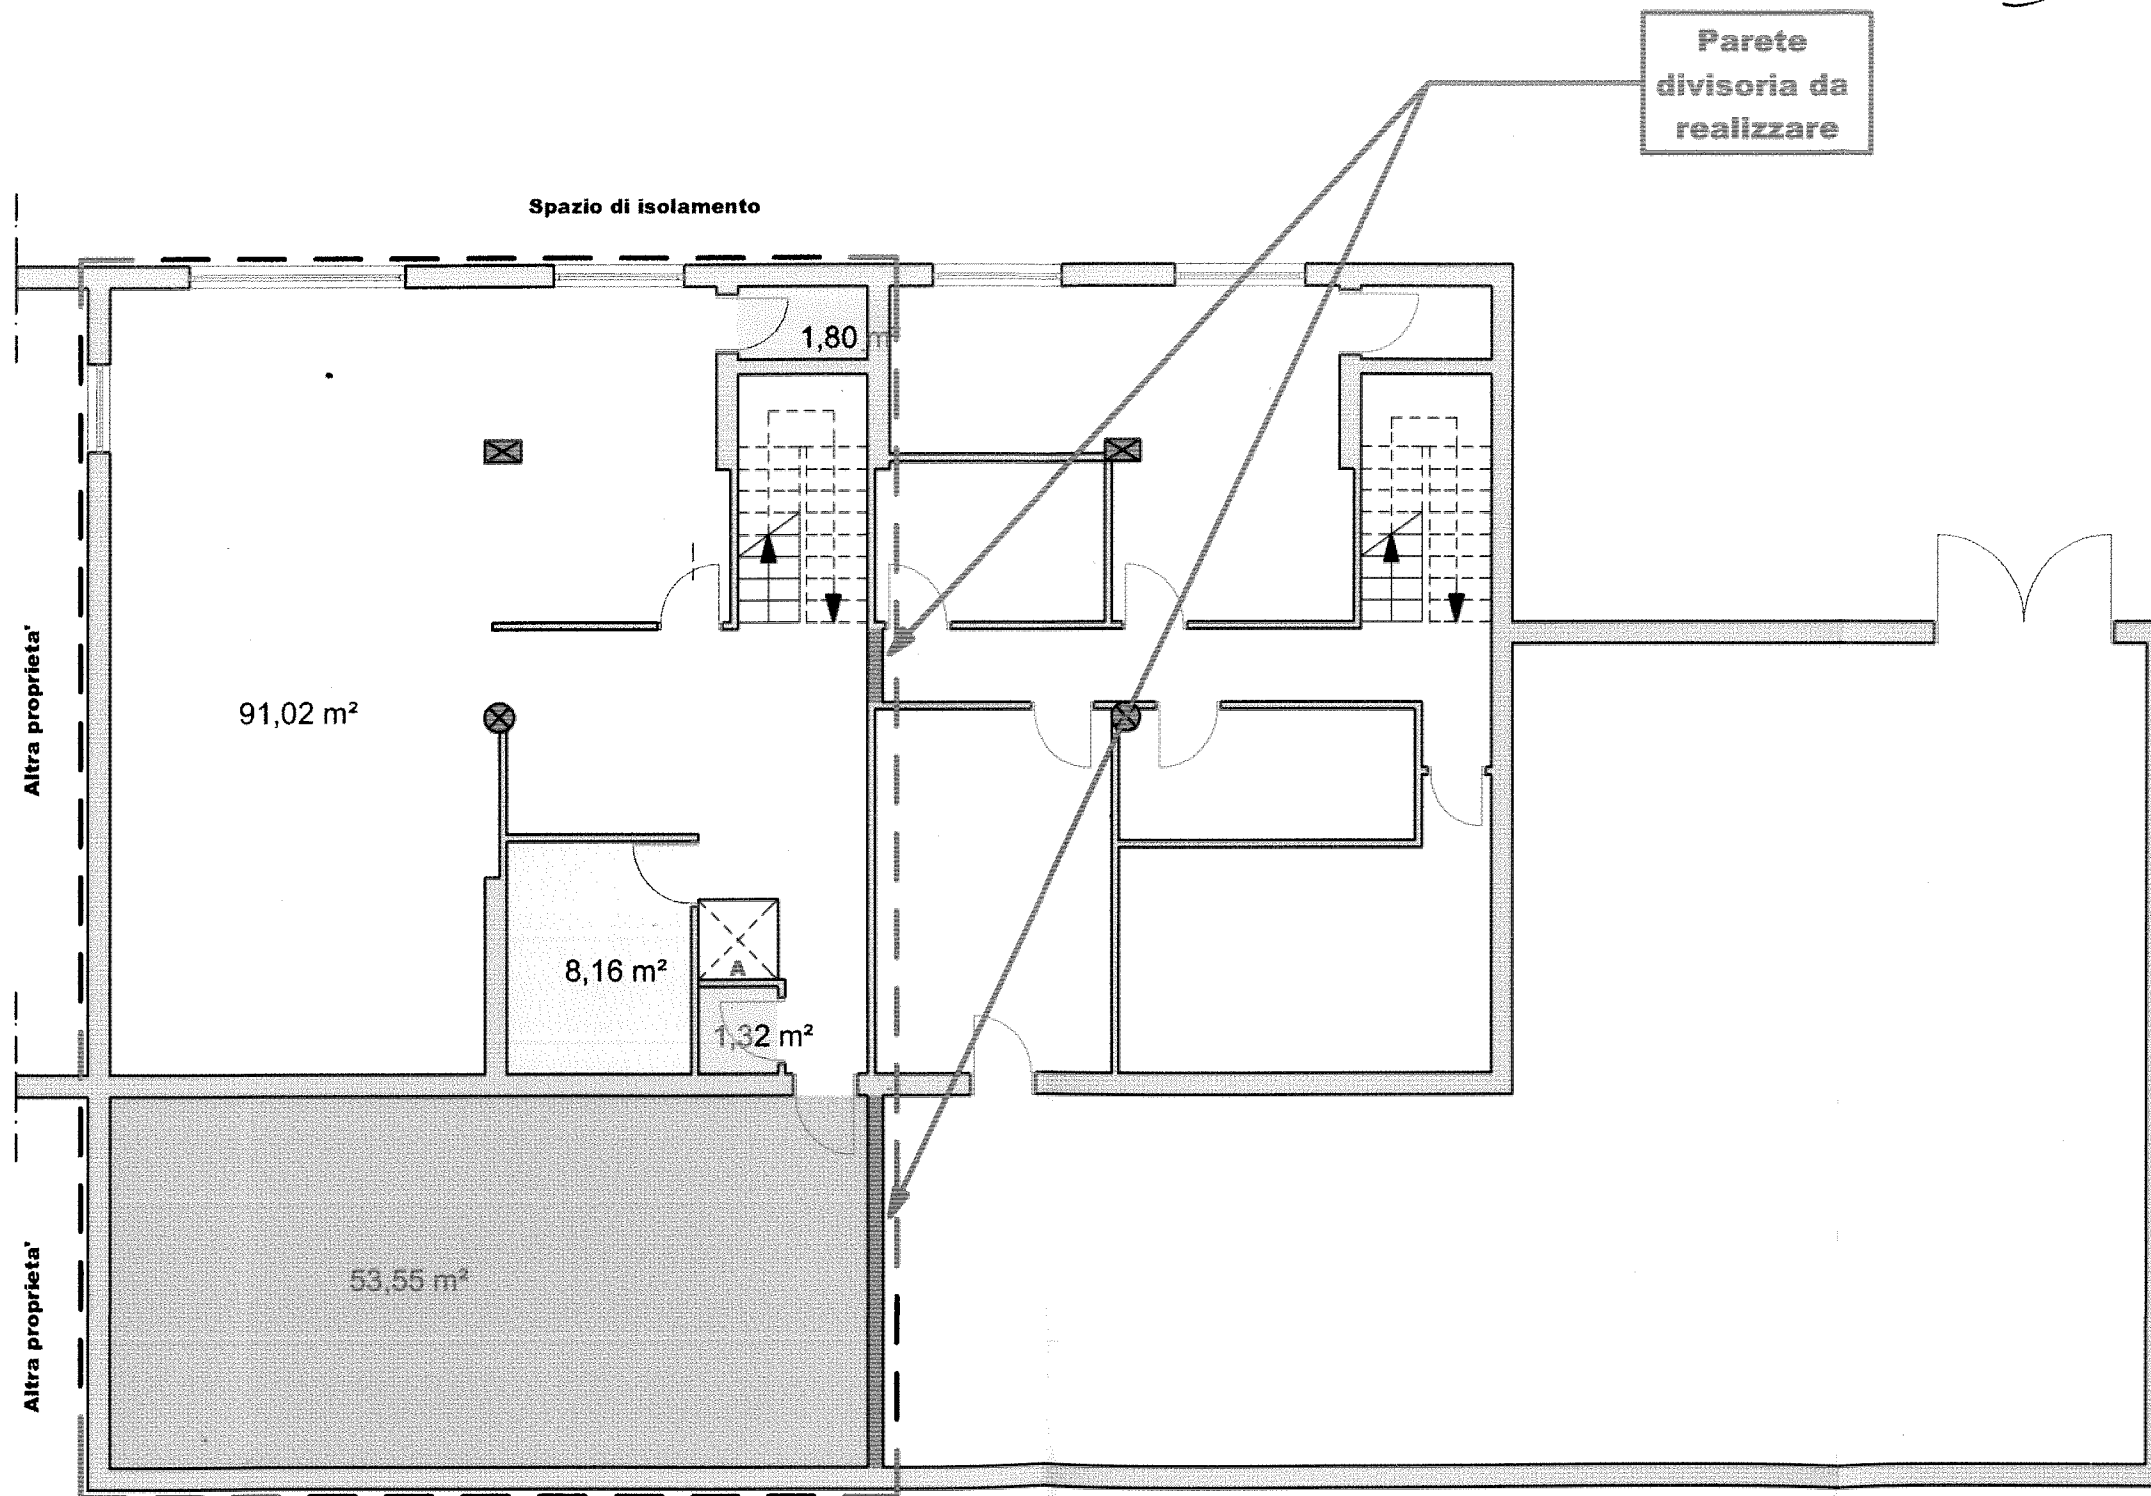 Parete
divisoria da
realizzare
Spazio di isolamento
1,80 m²
Altra proprieta'
91,02 m²
8,16 m²
A
1,32 m²
Altra proprieta'
53,55 m²